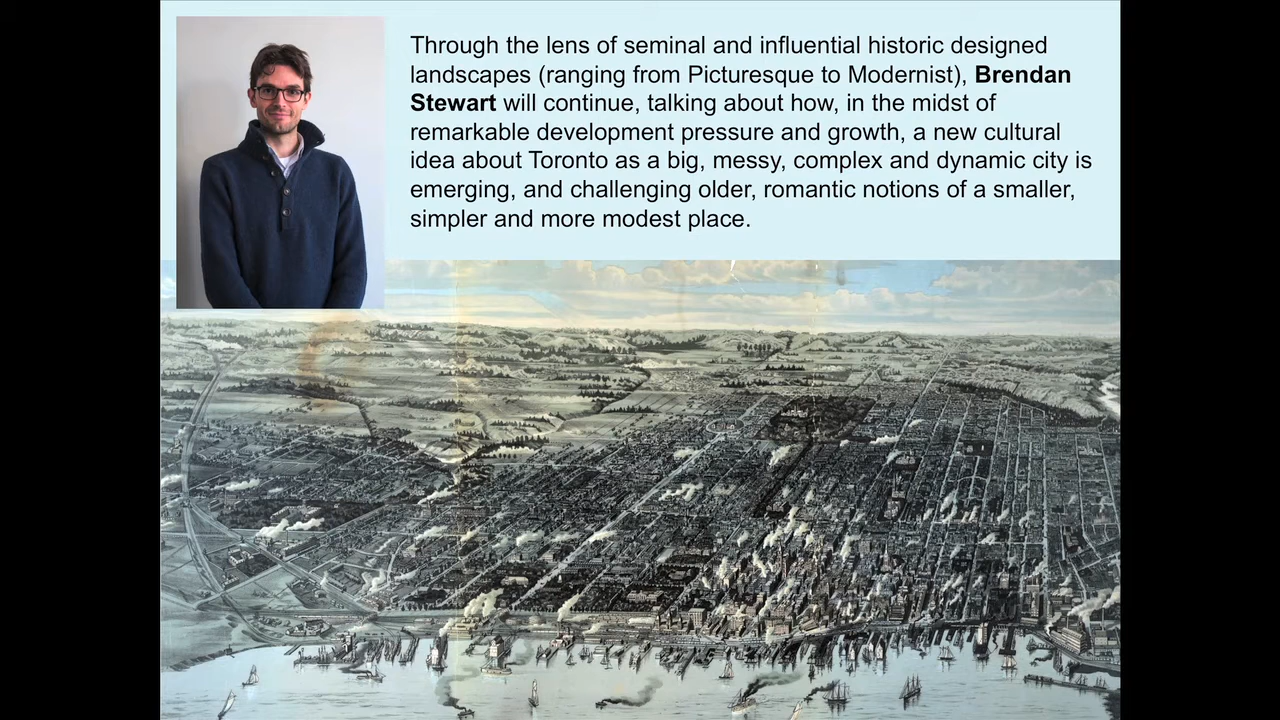 Through the lens of seminal and influential historic designed
landscapes (ranging from Picturesque to Modernist), Brendan
Stewart will continue, talking about how, in the midst of
remarkable development pressure and growth, a new cultural
idea about Toronto as a big, messy, complex and dynamic city is
emerging, and challenging older, romantic notions of a smaller,
simpler and more modest place.